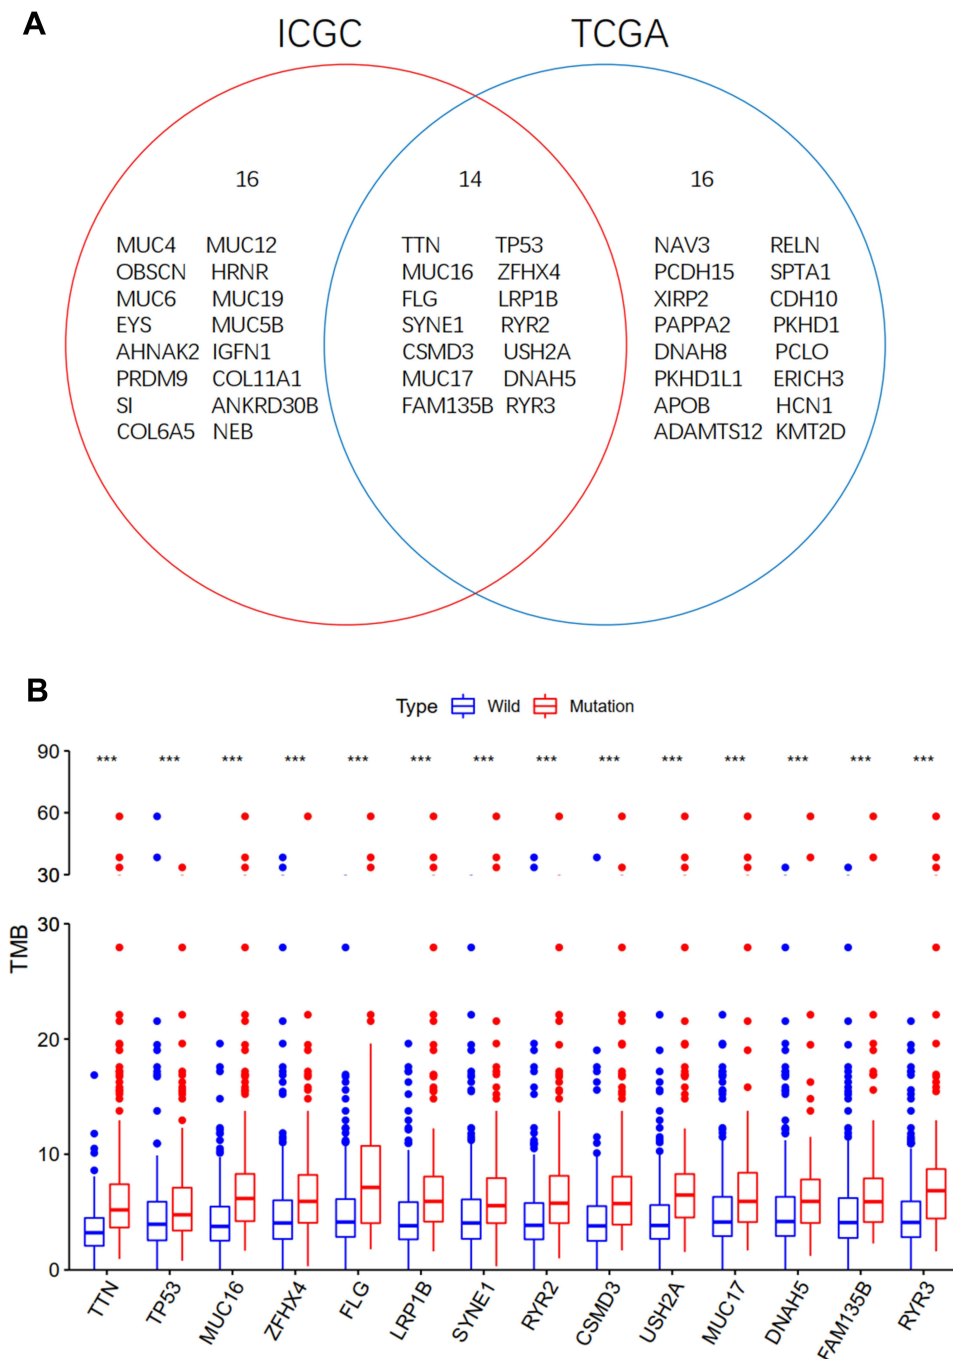 A
ICGC TCGA
16 14 16
MUC4 MUC12 TTN TP53 NAV3 RELN
OBSCN HRNR MUC16 ZFHX4 PCDH15 SPTA1
MUC6 MUC19 FLG LRP1B XIRP2 CDH10
EYS MUC5B SYNE1 RYR2 PAPPA2 PKHD1
AHNAK2 IGFN1 CSMD3 USH2A DNAH8 PCLO
PRDM9 COL11A1 MUC17 DNAH5 PKHD1L1 ERICH3
SI ANKRD30B FAM135B RYR3 APOB HCN1
COL6A5 NEB ADAMTS12 KMT2D
B
Type Wild Mutation
90 *** *** *** *** *** *** *** *** *** *** *** *** *** ***
60
30
30
TMB
20
10
0
TTN TP53 MUC16 ZFHX4 FLG LRP1B SYNE1 RYR2 CSMD3 USH2A MUC17 DNAH5 FAM135B RYR3